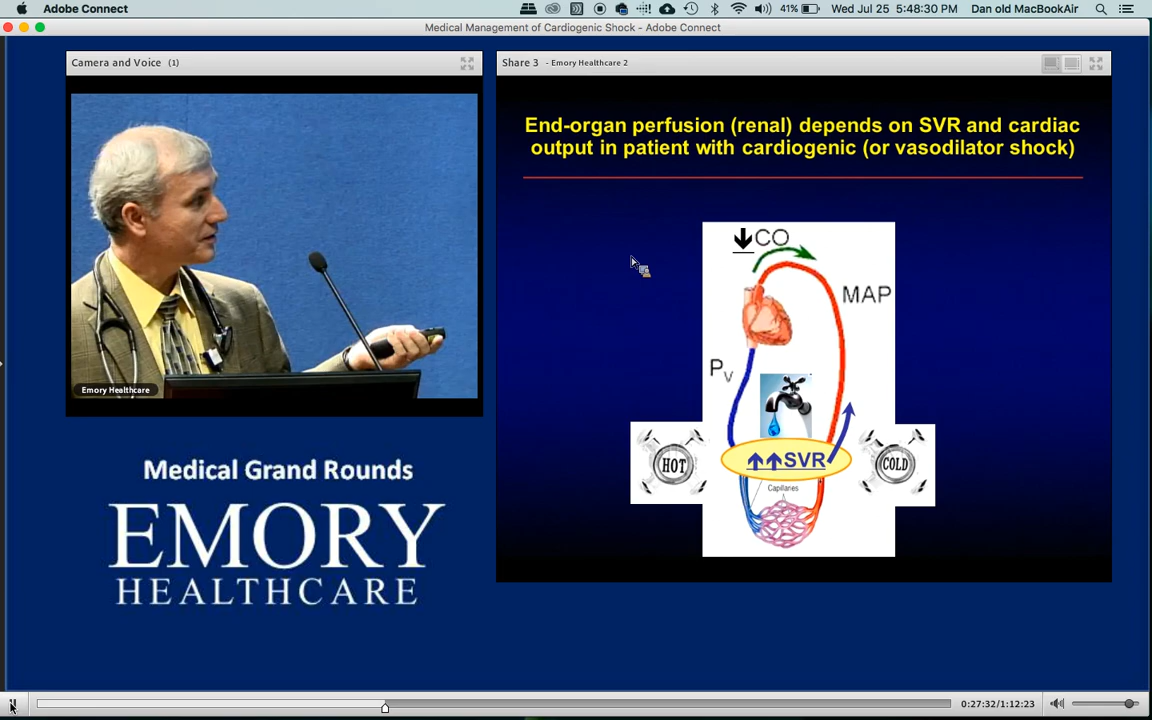 Adobe Connect
41%
Wed Jul 25 5:48:30 PM
Dan old MacBookAir
Medical Management of Cardiogenic Shock - Adobe Connect
Camera and Voice (1)
Share 3 - Emory Healthcare 2
End-organ perfusion (renal) depends on SVR and cardiac
output in patient with cardiogenic (or vasodilator shock)
↓CO
MAP
PV
HOT
↑↑SVR
COLD
Capillaries
Emory Healthcare
Medical Grand Rounds
EMORY
HEALTHCARE
0:27:32/1:12:23